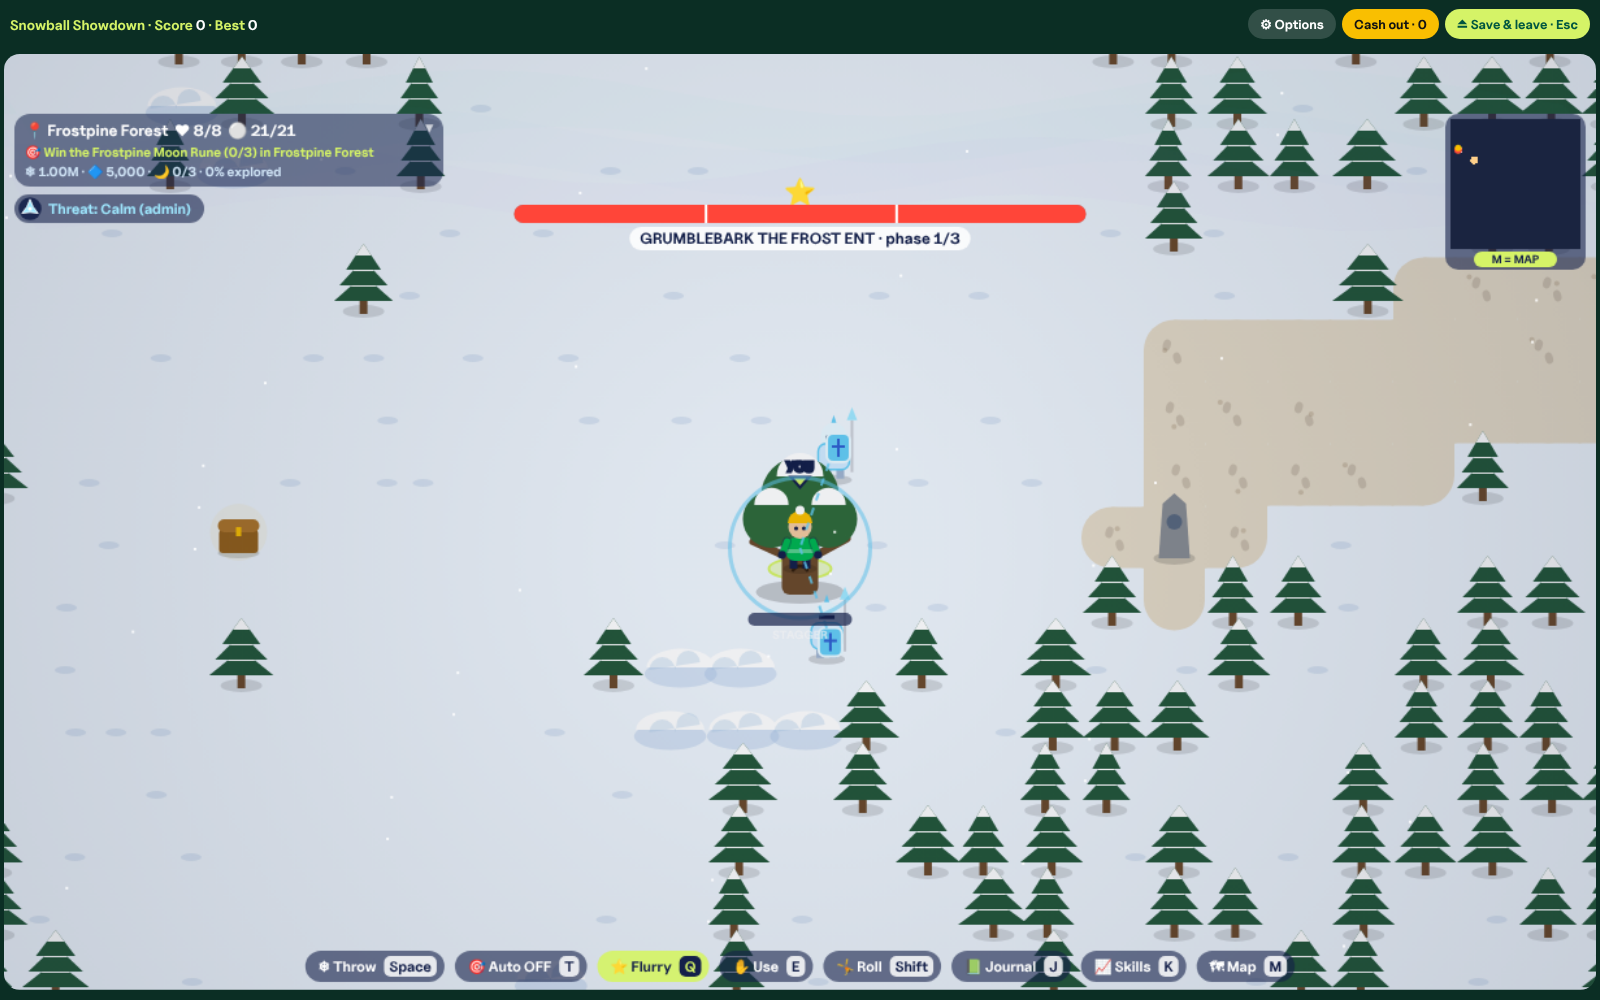 Snowball Showdown · Score 0 · Best 0
⚙ Options
Cash out · 0
⏏ Save & leave · Esc
📍 Frostpine Forest ♥ 8/8 ⚪ 21/21 ▼
🎯 Win the Frostpine Moon Rune (0/3) in Frostpine Forest
❄ 1.00M · 🔷 5,000 · 🌙 0/3 · 0% explored
Threat: Calm (admin)
GRUMBLEBARK THE FROST ENT · phase 1/3
M = MAP
YOU
STAGGER
❄ Throw Space
🎯 Auto OFF T
⭐ Flurry Q
✋ Use E
🤸 Roll Shift
📗 Journal J
📈 Skills K
🗺 Map M